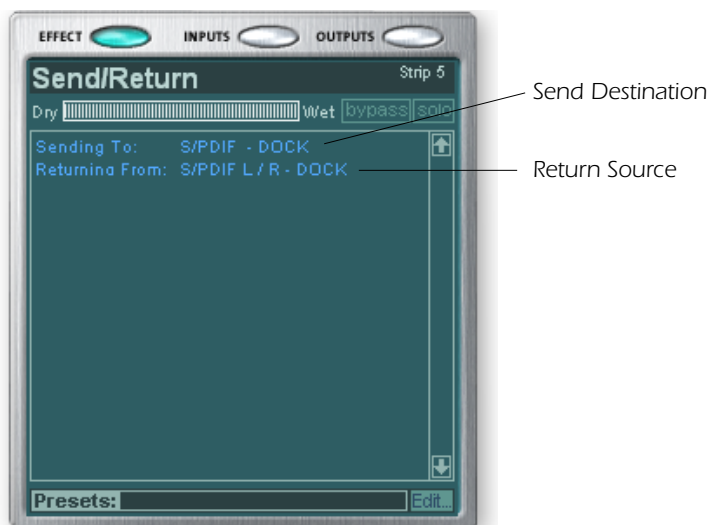 EFFECT INPUTS OUTPUTS
Send/Return Strip 5
Dry Wet bypass solo
Send Destination
Sending To: S/PDIF - DOCK
Returning From: S/PDIF L / R - DOCK
Return Source
Presets: Edit...